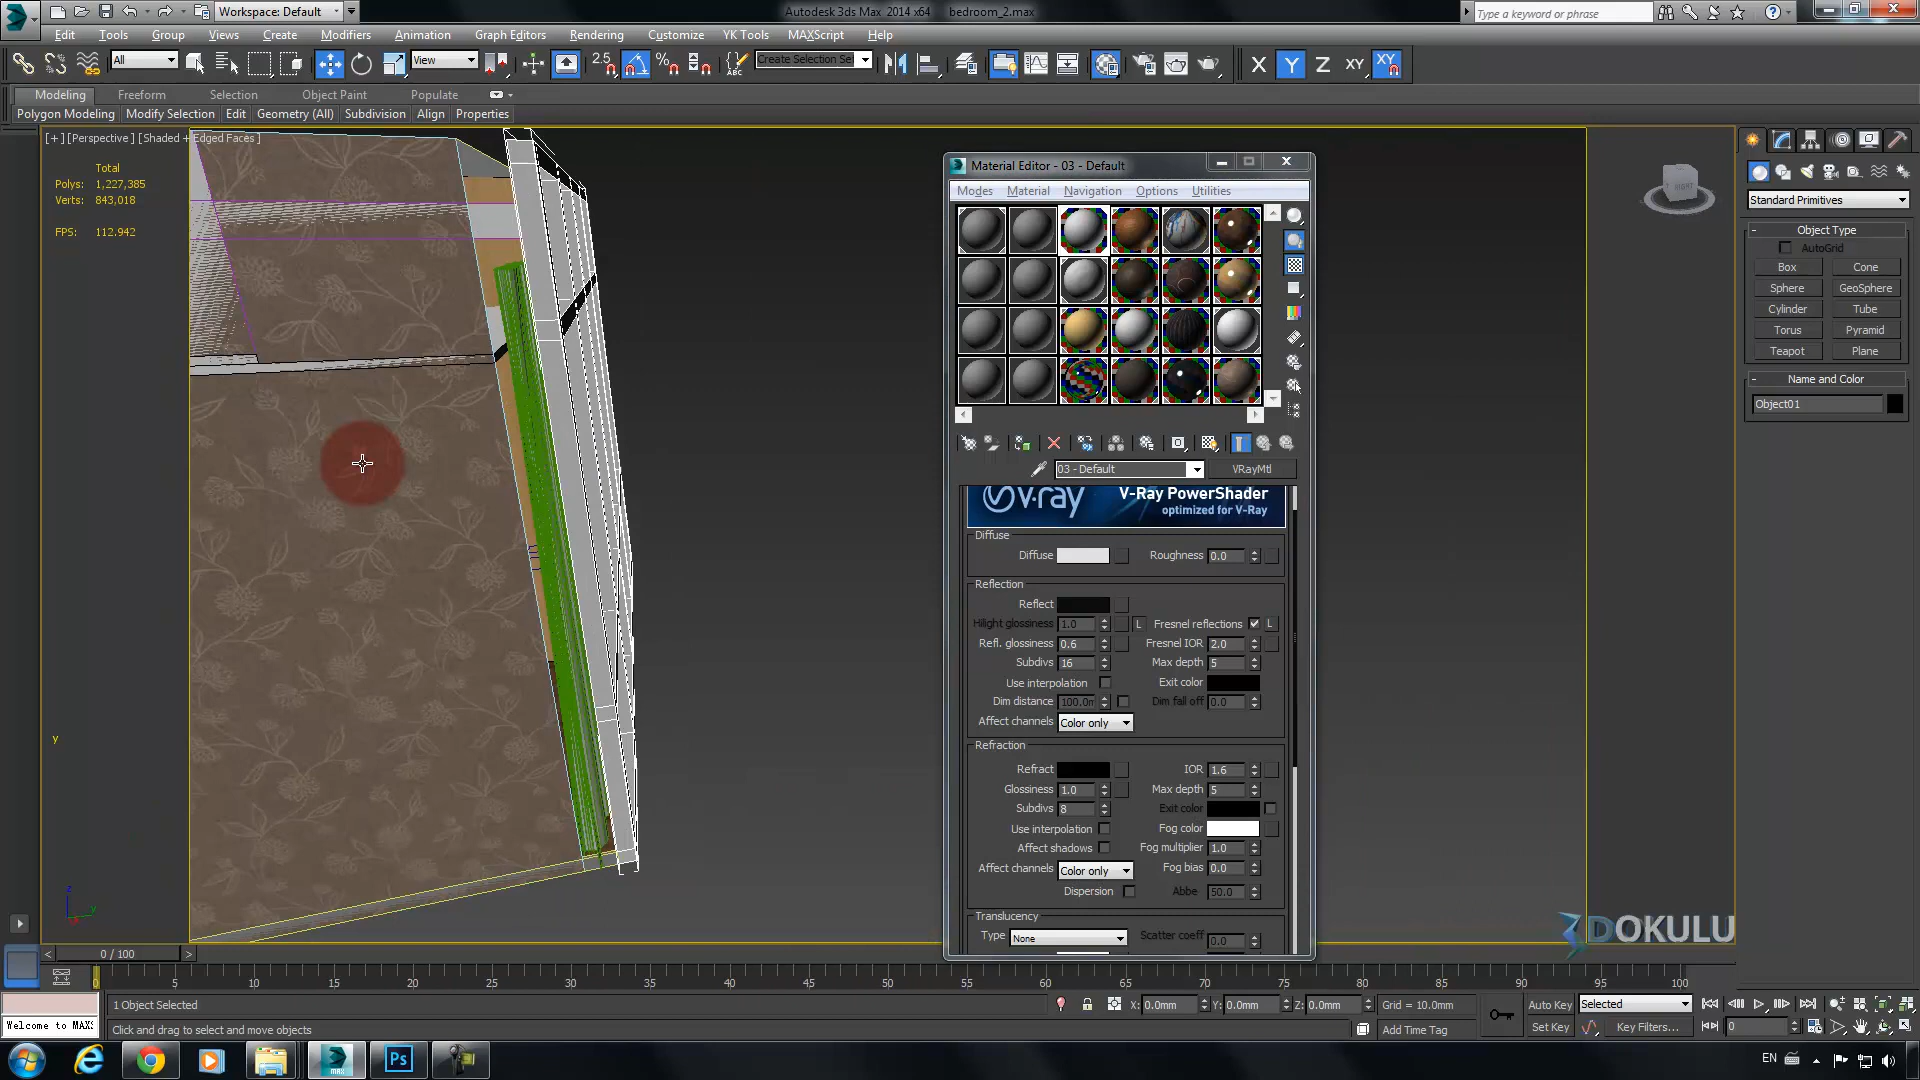 Workspace: Default
Autodesk 3ds Max 2014 x64    bedroom_2.max
Type a keyword or phrase
Edit Tools Group Views Create Modifiers Animation Graph Editors Rendering Customize YK Tools MAXScript Help
All View 2.5 Create Selection Set X Y Z XY XY
Modeling Freeform Selection Object Paint Populate
Polygon Modeling Modify Selection Edit Geometry (All) Subdivision Align Properties
[+] [Perspective] [Shaded + Edged Faces]
Total
Polys: 1,227,385
Verts: 843,018
FPS: 112,942
y
z
y
Material Editor - 03 - Default
Modes Material Navigation Options Utilities
03 - Default VRayMtl
v-ray V-Ray PowerShader
optimized for V-Ray
Diffuse
Diffuse Roughness 0.0
Reflection
Reflect
Hilight glossiness 1.0 L Fresnel reflections L
Refl. glossiness 0.6 Fresnel IOR 2.0
Subdivs 16 Max depth 5
Use interpolation Exit color
Dim distance 100.0m Dim fall off 0.0
Affect channels Color only
Refraction
Refract IOR 1.6
Glossiness 1.0 Max depth 5
Subdivs 8 Exit color
Use interpolation Fog color
Affect shadows Fog multiplier 1.0
Affect channels Color only Fog bias 0.0
Dispersion Abbe 50.0
Translucency
Type None Scatter coeff 0.0
RIGHT
Standard Primitives
- Object Type
AutoGrid
Box Cone
Sphere GeoSphere
Cylinder Tube
Torus Pyramid
Teapot Plane
- Name and Color
Object01
3DOKULU
< 0 / 100 >
0 5 10 15 20 25 30 35 40 45 50 55 60 65 70 75 80 85 90 95 100
1 Object Selected X: 0.0mm Y: 0.0mm Z: 0.0mm Grid = 10.0mm Auto Key Selected
Welcome to MAXS Click and drag to select and move objects Add Time Tag Set Key Key Filters... 0
MAX Ps EN